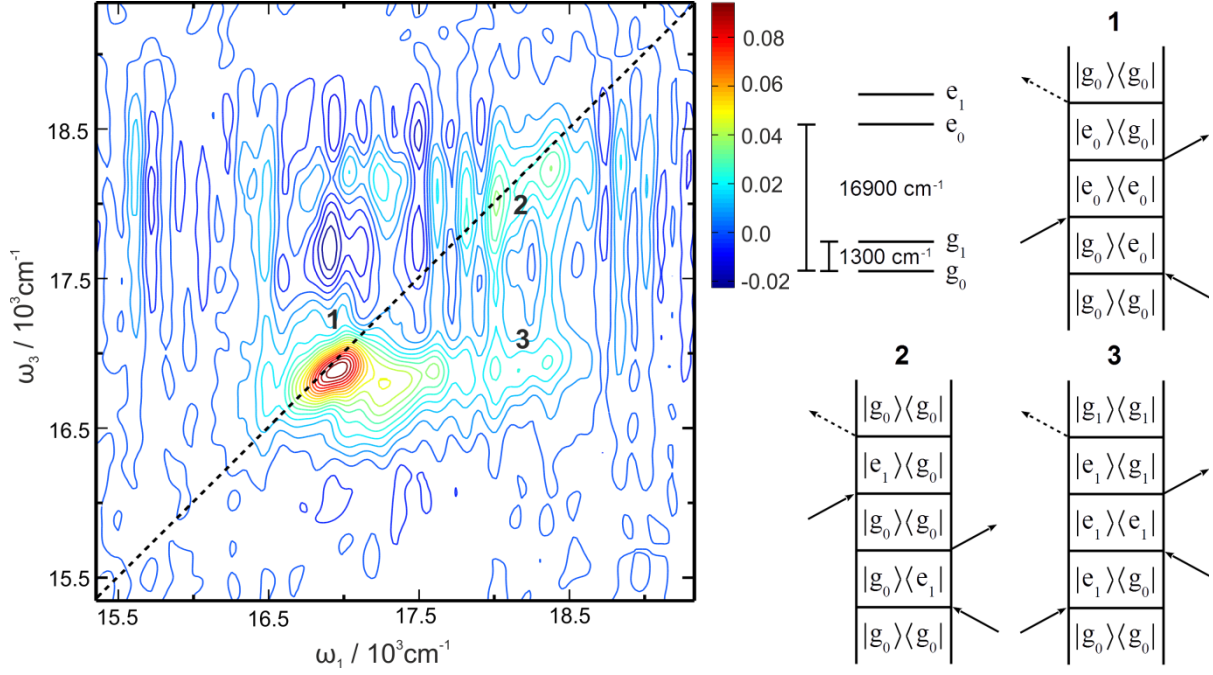 18.5
17.5
16.5
15.5
ω₃ / 10³cm⁻¹
1
2
3
15.5
16.5
17.5
18.5
ω₁ / 10³cm⁻¹
0.08
0.06
0.04
0.02
0.0
-0.02
e₁
e₀
16900 cm⁻¹
g₁
1300 cm⁻¹
g₀
1
|g₀⟩⟨g₀|
|e₀⟩⟨g₀|
|e₀⟩⟨e₀|
|g₀⟩⟨e₀|
|g₀⟩⟨g₀|
2
|g₀⟩⟨g₀|
|e₁⟩⟨g₀|
|g₀⟩⟨g₀|
|g₀⟩⟨e₁|
|g₀⟩⟨g₀|
3
|g₁⟩⟨g₁|
|e₁⟩⟨g₁|
|e₁⟩⟨e₁|
|e₁⟩⟨g₀|
|g₀⟩⟨g₀|